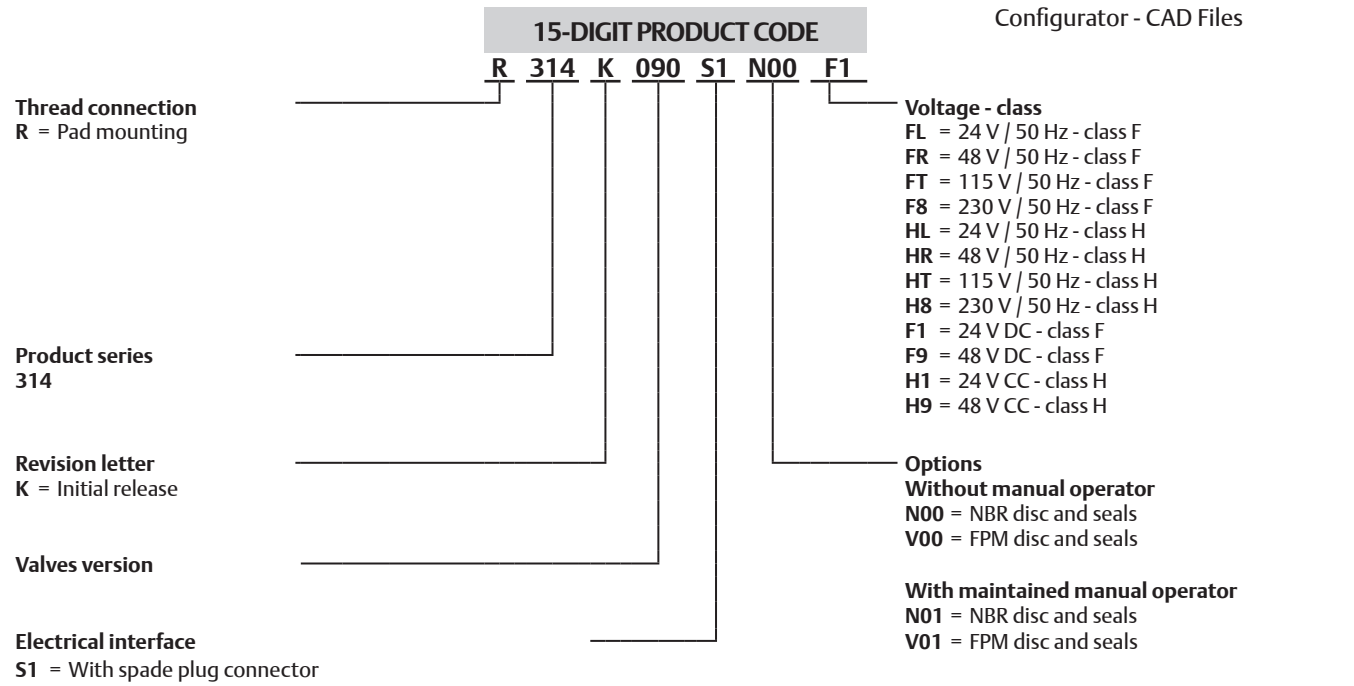 Configurator - CAD Files
15-DIGIT PRODUCT CODE
R 314 K 090 S1 N00 F1
Thread connection
R = Pad mounting
Product series
314
Revision letter
K = Initial release
Valves version
Electrical interface
S1 = With spade plug connector
Voltage - class
FL = 24 V / 50 Hz - class F
FR = 48 V / 50 Hz - class F
FT = 115 V / 50 Hz - class F
F8 = 230 V / 50 Hz - class F
HL = 24 V / 50 Hz - class H
HR = 48 V / 50 Hz - class H
HT = 115 V / 50 Hz - class H
H8 = 230 V / 50 Hz - class H
F1 = 24 V DC - class F
F9 = 48 V DC - class F
H1 = 24 V CC - class H
H9 = 48 V CC - class H
Options
Without manual operator
N00 = NBR disc and seals
V00 = FPM disc and seals
With maintained manual operator
N01 = NBR disc and seals
V01 = FPM disc and seals